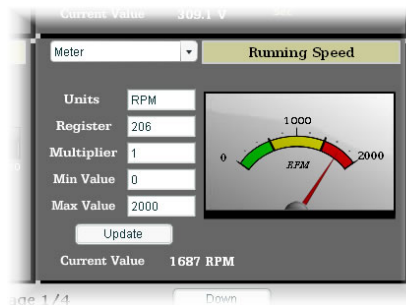 Current Value 309.1 V
Meter
Running Speed
Units RPM
Register 206
Multiplier 1
Min Value 0
Max Value 2000
Update
0
1000
2000
RPM
Current Value 1687 RPM
age 1/4
Down